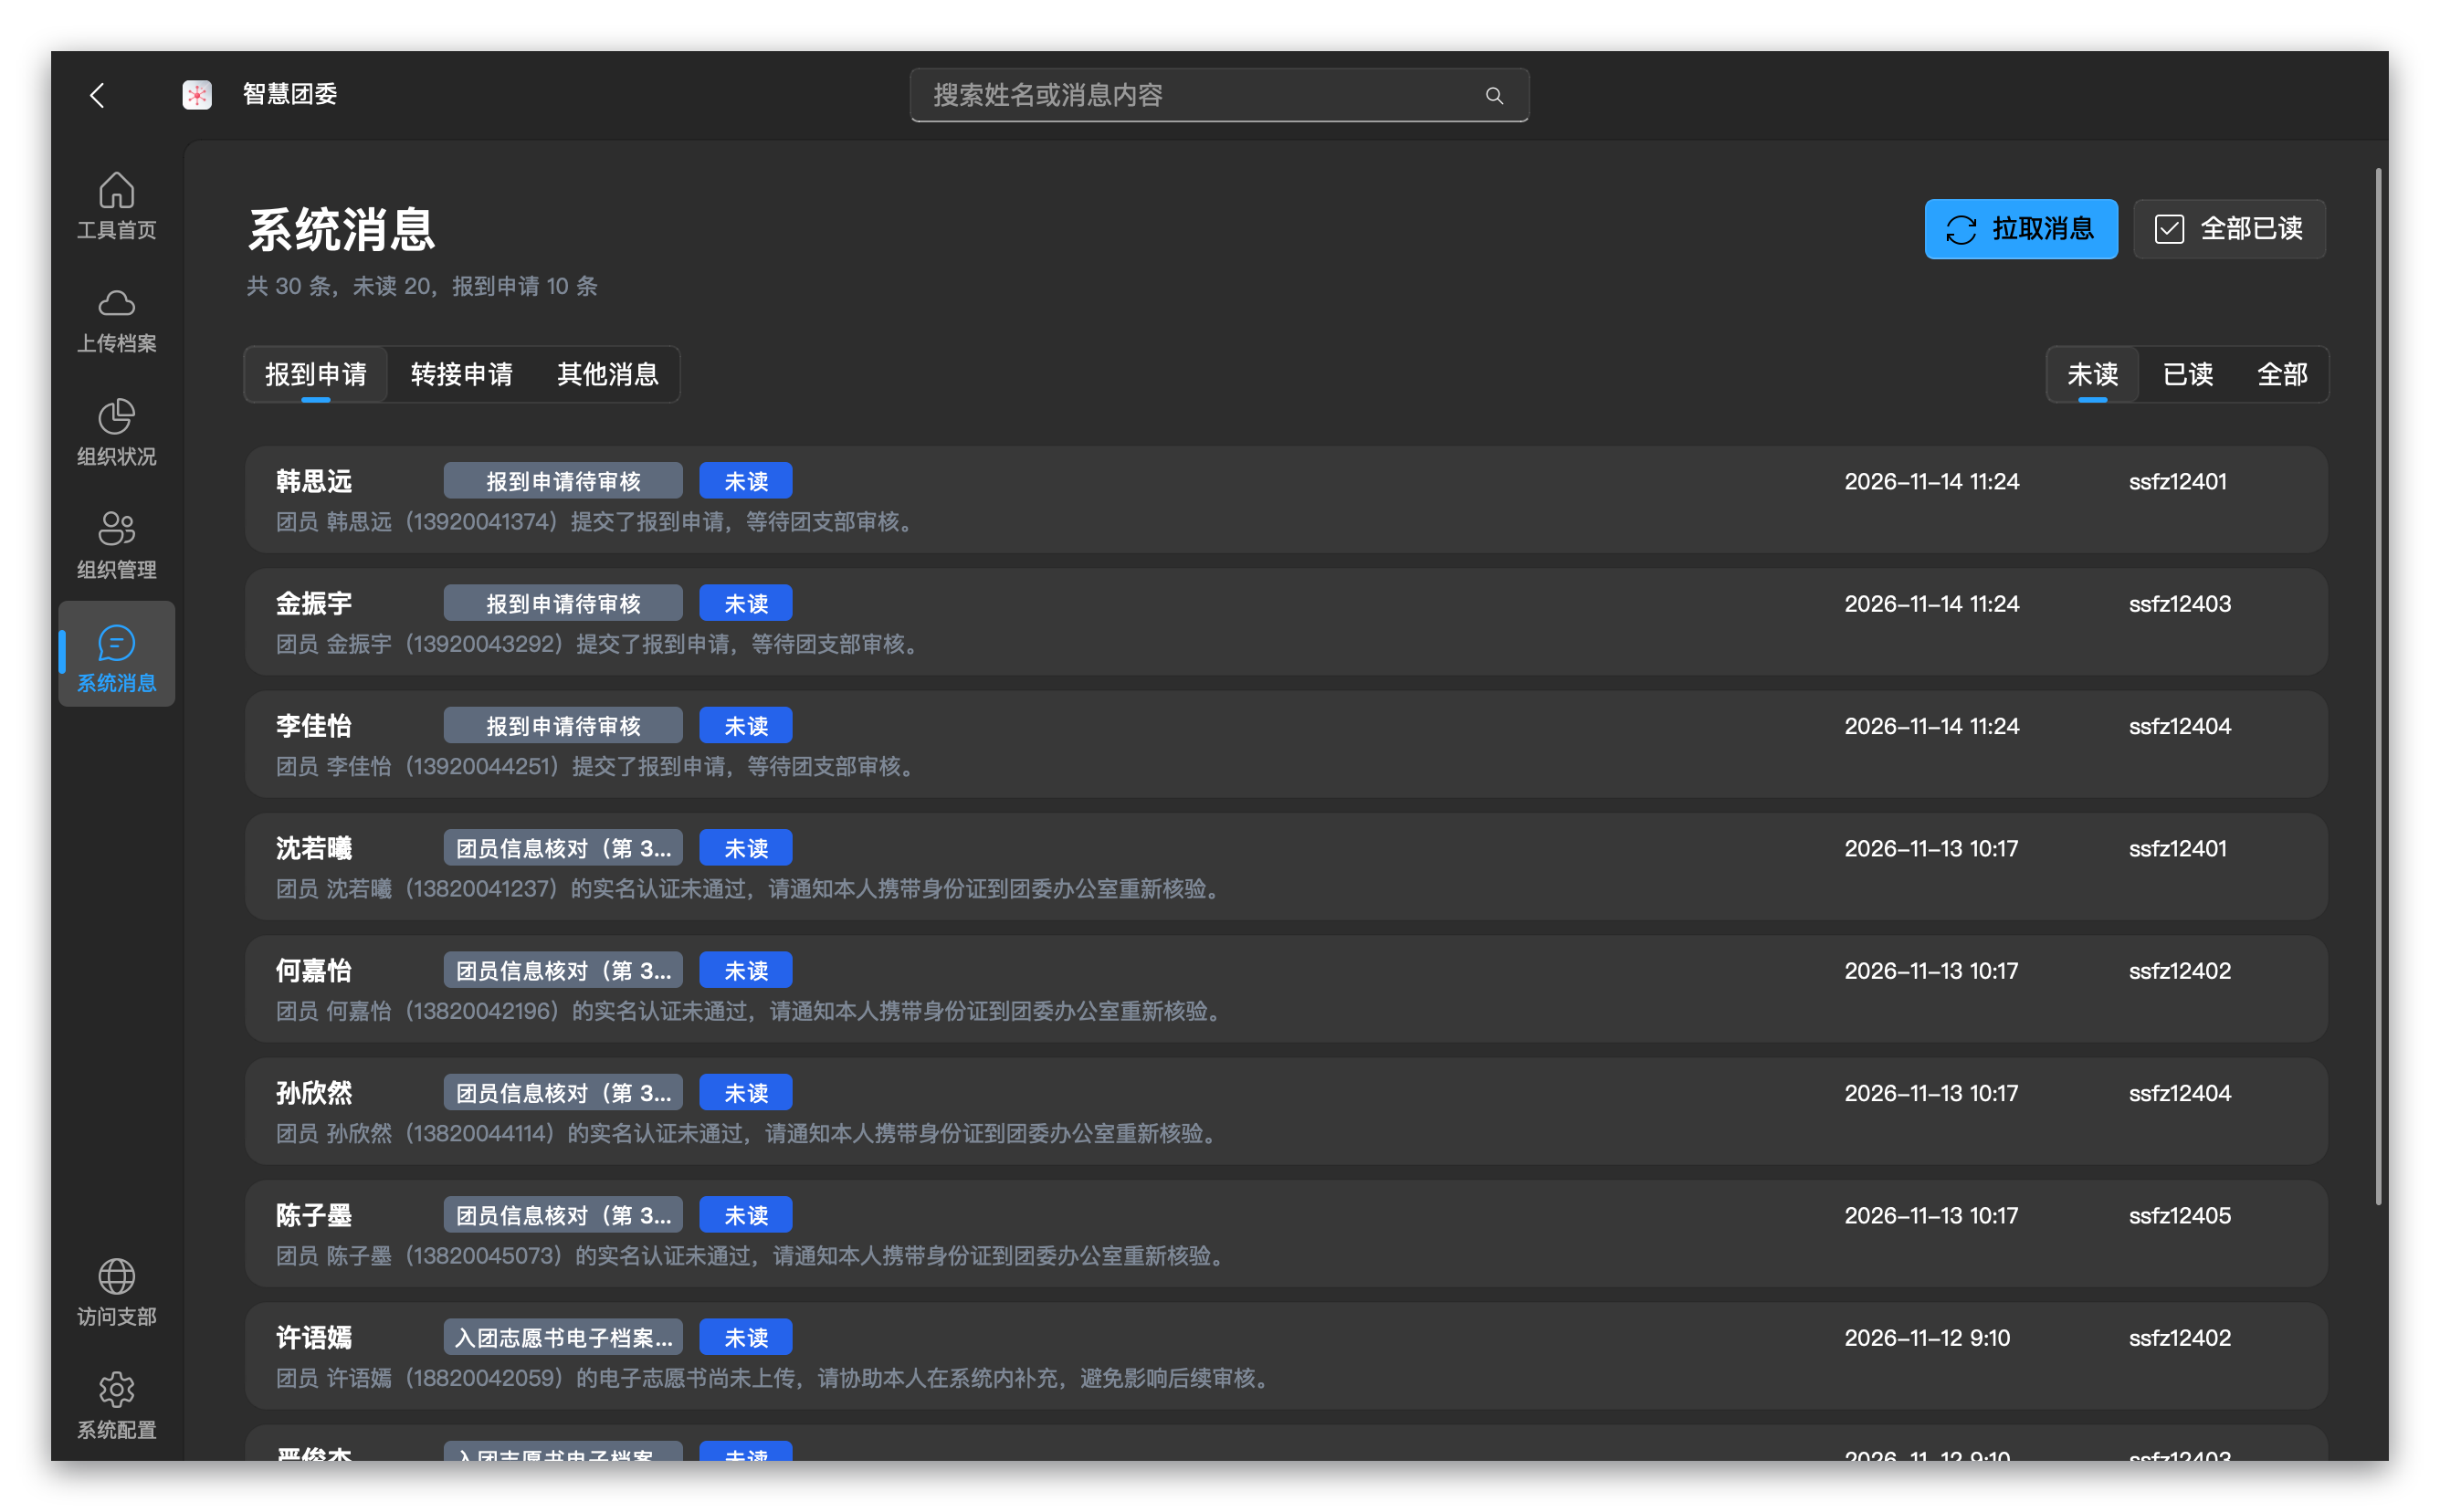 智慧团委
搜索姓名或消息内容
工具首页
上传档案
组织状况
组织管理
系统消息
访问支部
系统配置
系统消息
拉取消息
全部已读
共 30 条，未读 20，报到申请 10 条
报到申请 转接申请 其他消息
未读 已读 全部
韩思远 报到申请待审核 未读 2026-11-14 11:24 ssfz12401
团员 韩思远（13920041374）提交了报到申请，等待团支部审核。
金振宇 报到申请待审核 未读 2026-11-14 11:24 ssfz12403
团员 金振宇（13920043292）提交了报到申请，等待团支部审核。
李佳怡 报到申请待审核 未读 2026-11-14 11:24 ssfz12404
团员 李佳怡（13920044251）提交了报到申请，等待团支部审核。
沈若曦 团员信息核对（第 3... 未读 2026-11-13 10:17 ssfz12401
团员 沈若曦（13820041237）的实名认证未通过，请通知本人携带身份证到团委办公室重新核验。
何嘉怡 团员信息核对（第 3... 未读 2026-11-13 10:17 ssfz12402
团员 何嘉怡（13820042196）的实名认证未通过，请通知本人携带身份证到团委办公室重新核验。
孙欣然 团员信息核对（第 3... 未读 2026-11-13 10:17 ssfz12404
团员 孙欣然（13820044114）的实名认证未通过，请通知本人携带身份证到团委办公室重新核验。
陈子墨 团员信息核对（第 3... 未读 2026-11-13 10:17 ssfz12405
团员 陈子墨（13820045073）的实名认证未通过，请通知本人携带身份证到团委办公室重新核验。
许语嫣 入团志愿书电子档案... 未读 2026-11-12 9:10 ssfz12402
团员 许语嫣（18820042059）的电子志愿书尚未上传，请协助本人在系统内补充，避免影响后续审核。
严俊杰 入团志愿书电子档案... 未读 2026-11-12 9:10 ssfz12403